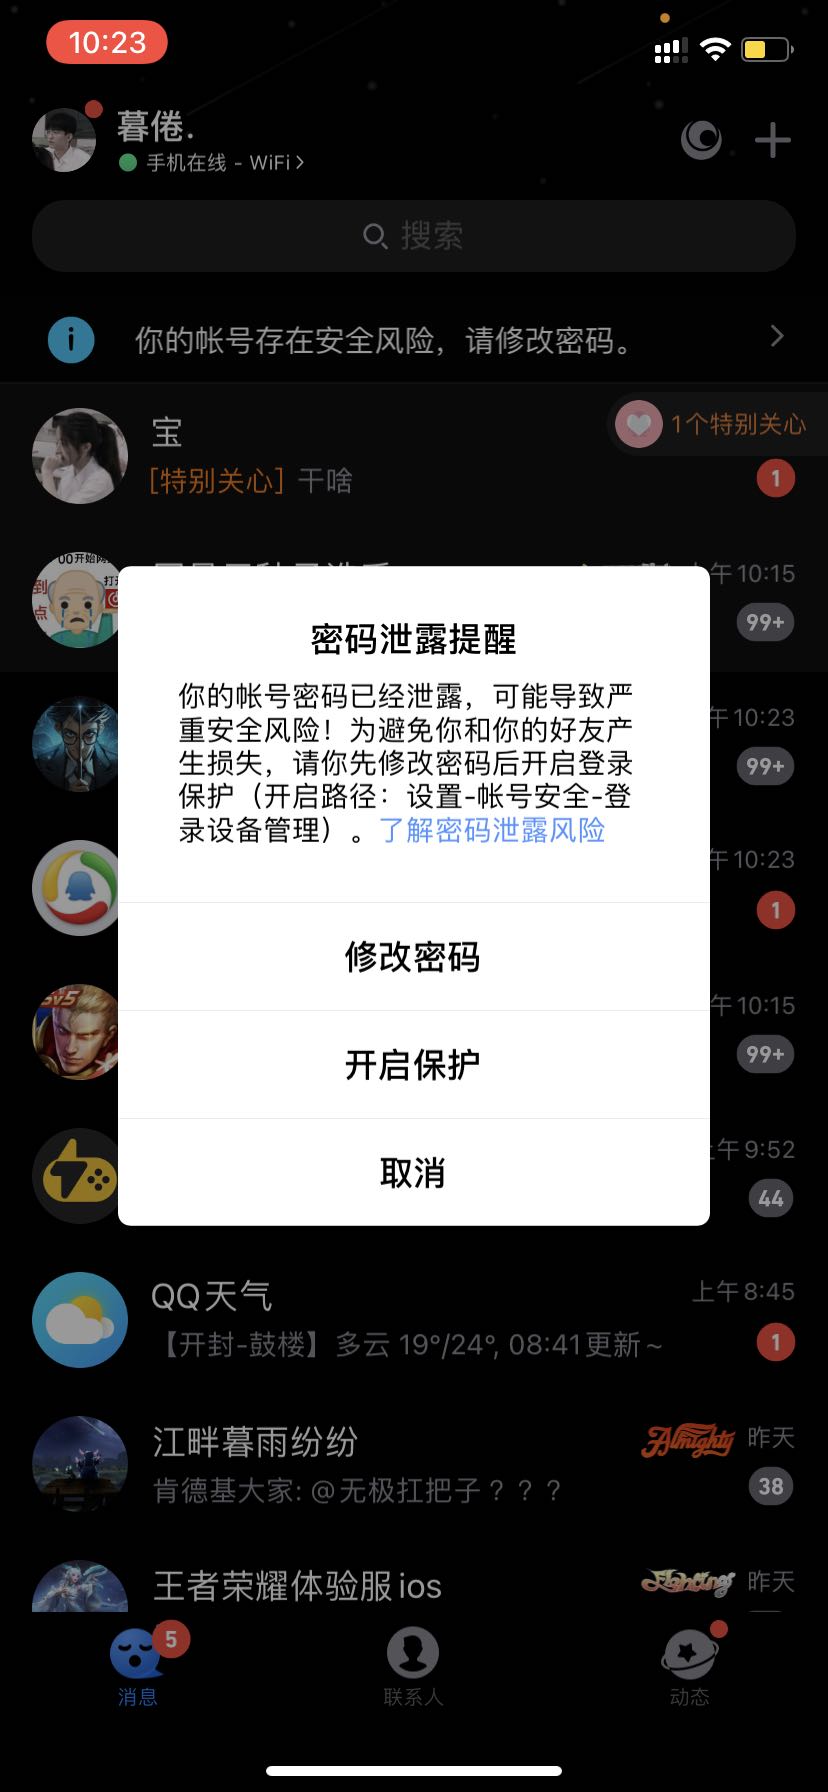 10:23
暮倦.
手机在线 - WiFi
搜索
你的帐号存在安全风险，请修改密码。
宝
1个特别关心
[特别关心] 干啥
1
00开始
到
点
上午10:15
99+
密码泄露提醒
你的帐号密码已经泄露，可能导致严
重安全风险！为避免你和你的好友产
生损失，请你先修改密码后开启登录
保护（开启路径：设置-帐号安全-登
录设备管理）。了解密码泄露风险
午10:23
99+
午10:23
1
修改密码
5v5
午10:15
99+
开启保护
午9:52
44
取消
QQ天气
上午8:45
【开封-鼓楼】多云 19°/24°, 08:41更新~
1
江畔暮雨纷纷
Almighty
昨天
肯德基大家: @无极扛把子？？？
38
王者荣耀体验服ios
Fighting
昨天
5
消息
联系人
动态